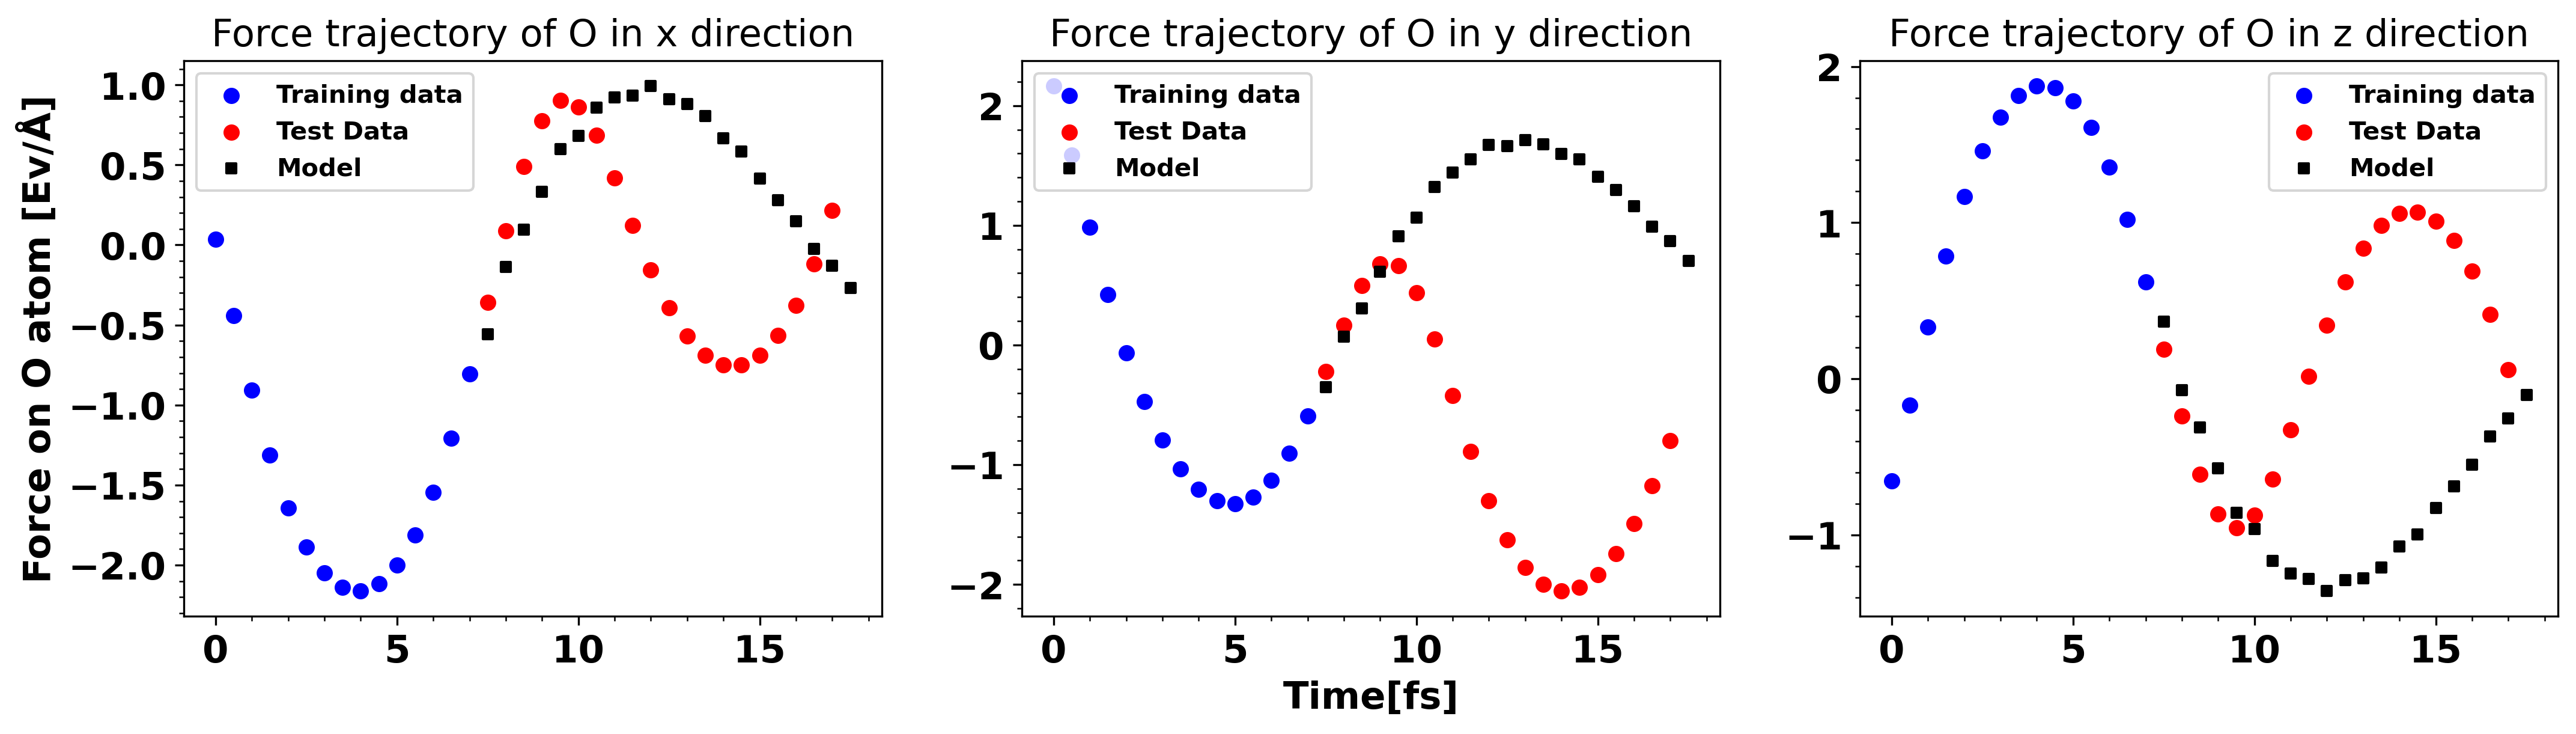 Force trajectory of O in x direction
Force trajectory of O in y direction
Force trajectory of O in z direction
Force on O atom [Ev/Å]
1.0
0.5
0.0
−0.5
−1.0
−1.5
−2.0
Training data
Test Data
Model
0 5 10 15
2
1
0
−1
−2
Training data
Test Data
Model
0 5 10 15
2
1
0
−1
Training data
Test Data
Model
0 5 10 15
Time[fs]